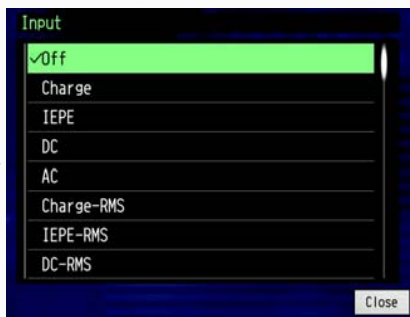 Input
✓Off
Charge
IEPE
DC
AC
Charge-RMS
IEPE-RMS
DC-RMS
Close